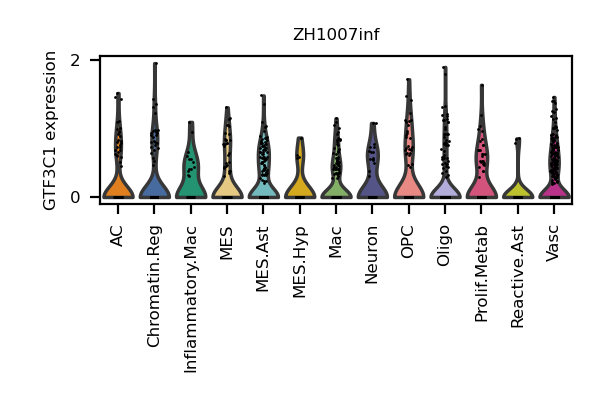 ZH1007inf
GTF3C1 expression
2
0
AC
Chromatin.Reg
Inflammatory.Mac
MES
MES.Ast
MES.Hyp
Mac
Neuron
OPC
Oligo
Prolif.Metab
Reactive.Ast
Vasc